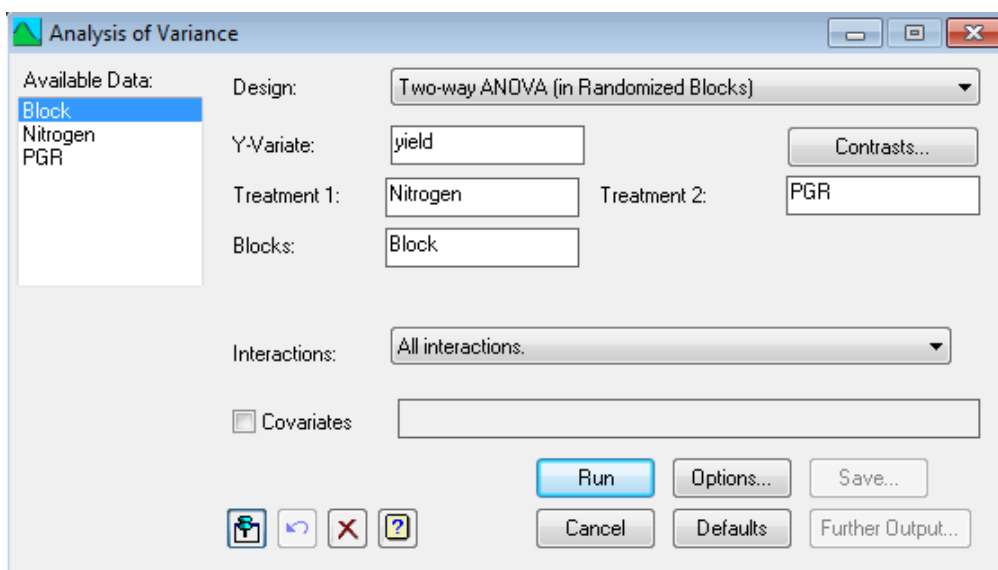 Analysis of Variance
Available Data:
Block
Nitrogen
PGR
Design:
Two-way ANOVA (in Randomized Blocks)
Y-Variate:
yield
Contrasts...
Treatment 1:
Nitrogen
Treatment 2:
PGR
Blocks:
Block
Interactions:
All interactions.
Covariates
Run
Options...
Save...
Cancel
Defaults
Further Output...